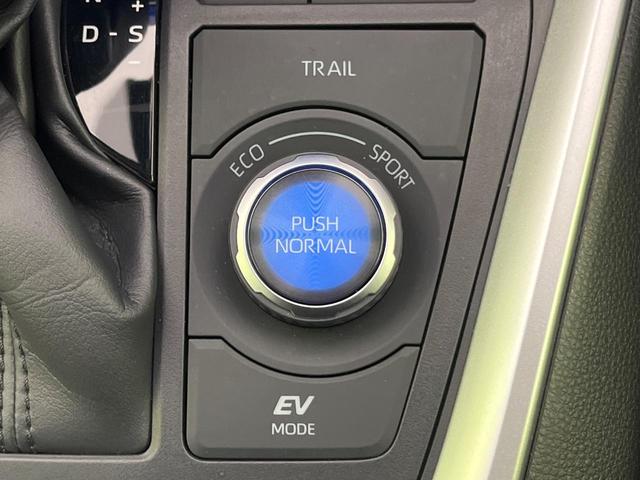 +
D - S
−
TRAIL
ECO SPORT
PUSH
NORMAL
EV
MODE